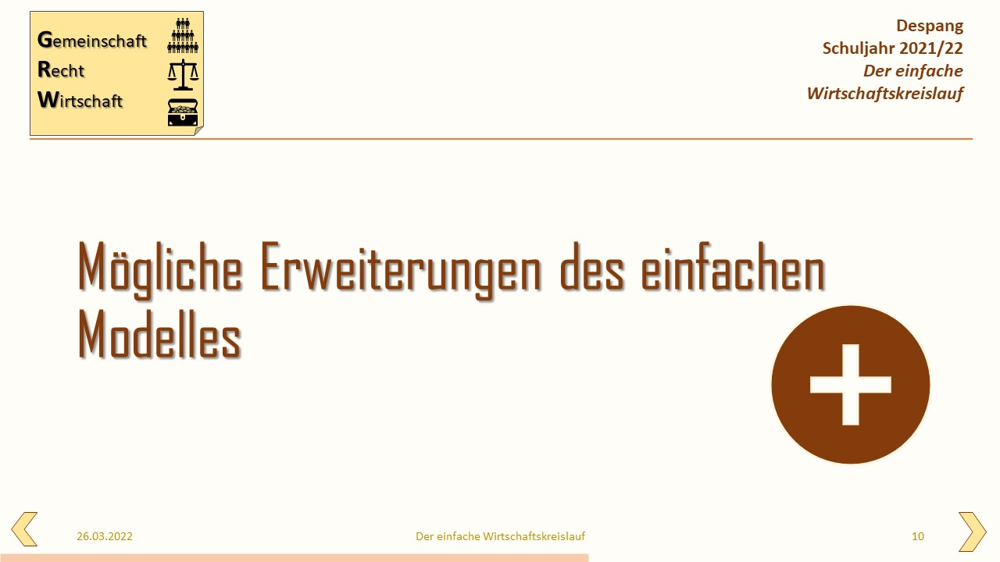 Gemeinschaft
Recht
Wirtschaft
Despang
Schuljahr 2021/22
Der einfache
Wirtschaftskreislauf
Mögliche Erweiterungen des einfachen
Modelles
26.03.2022
Der einfache Wirtschaftskreislauf
10